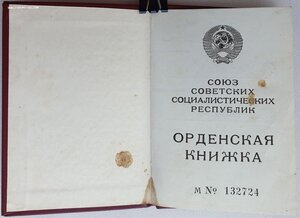 СОЮЗ
СОВЕТСКИХ
СОЦИАЛИСТИЧЕСКИХ
РЕСПУБЛИК
ОРДЕНСКАЯ
КНИЖКА
М № 132724